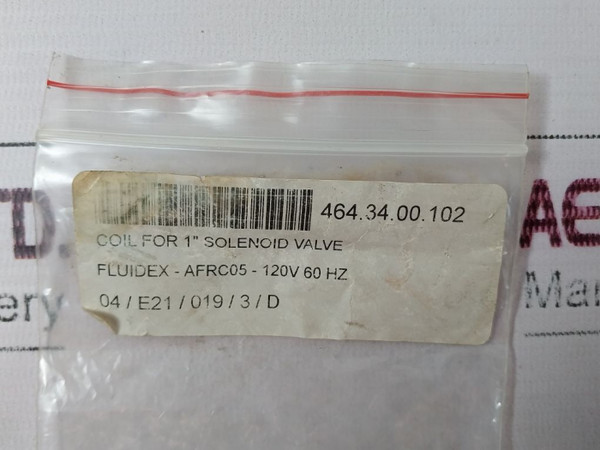 464.34.00.102
COIL FOR 1" SOLENOID VALVE
FLUIDEX - AFRC05 - 120V 60 HZ
04 / E21 / 019 / 3 / D